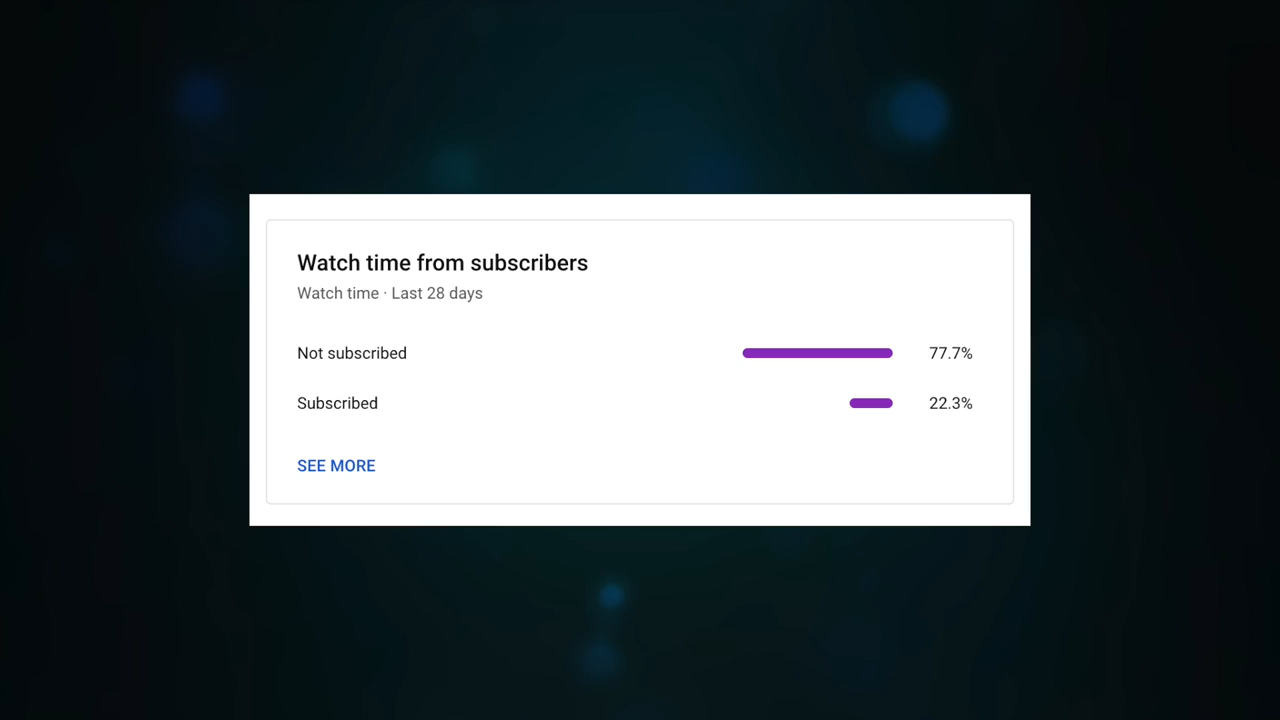 Watch time from subscribers
Watch time · Last 28 days
Not subscribed 77.7%
Subscribed 22.3%
SEE MORE